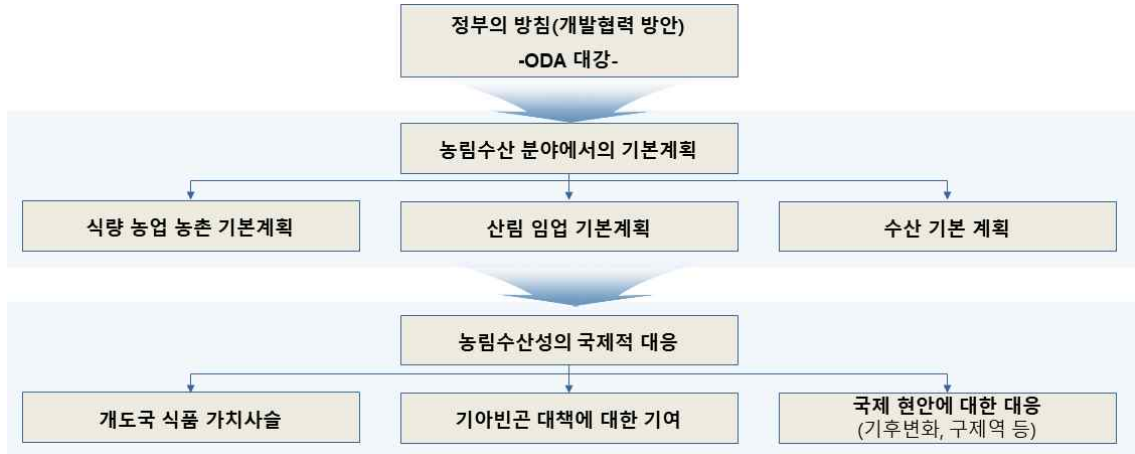 정부의 방침(개발협력 방안)
-ODA 대강-
농림수산 분야에서의 기본계획
식량 농업 농촌 기본계획
산림 임업 기본계획
수산 기본 계획
농림수산성의 국제적 대응
개도국 식품 가치사슬
기아빈곤 대책에 대한 기여
국제 현안에 대한 대응
(기후변화, 구제역 등)